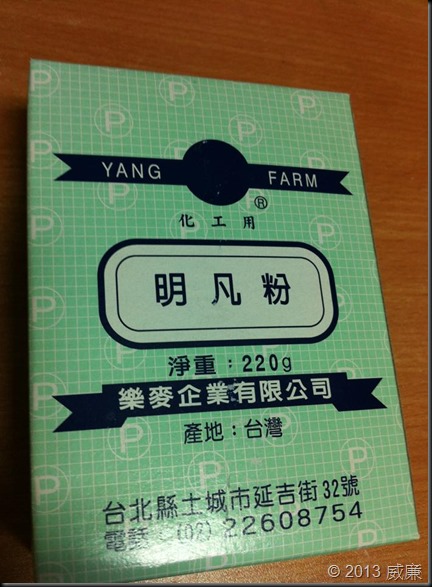 YANG FARM
®
化工用
明凡粉
淨重：220g
樂麥企業有限公司
產地：台灣
台北縣土城市延吉街32號
電話：(02) 22608754
© 2013 威廉